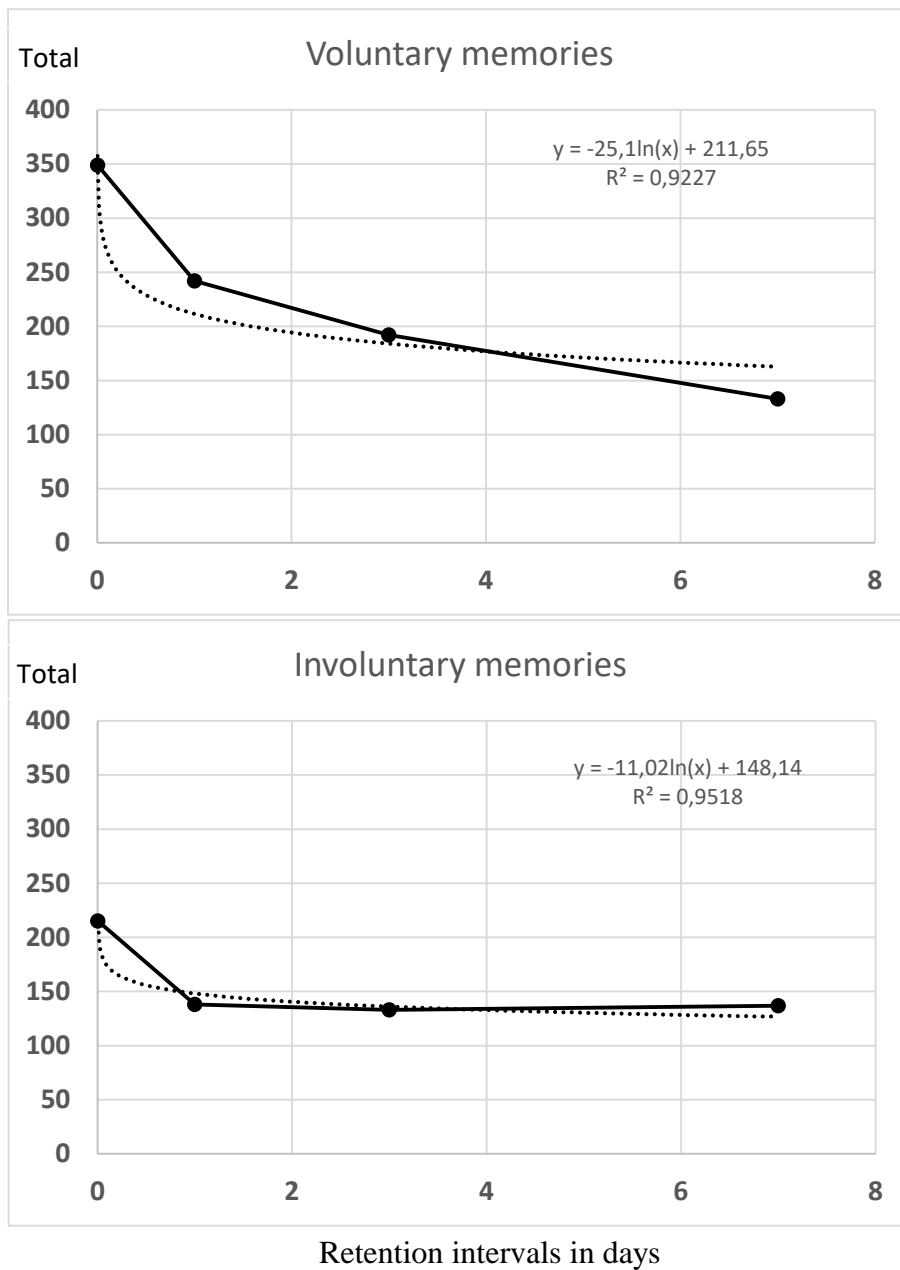 Voluntary memories
Total
400
350
300
250
200
150
100
50
0
y = -25,1ln(x) + 211,65
R² = 0,9227
0 2 4 6 8
Involuntary memories
Total
400
350
300
250
200
150
100
50
0
y = -11,02ln(x) + 148,14
R² = 0,9518
0 2 4 6 8
Retention intervals in days